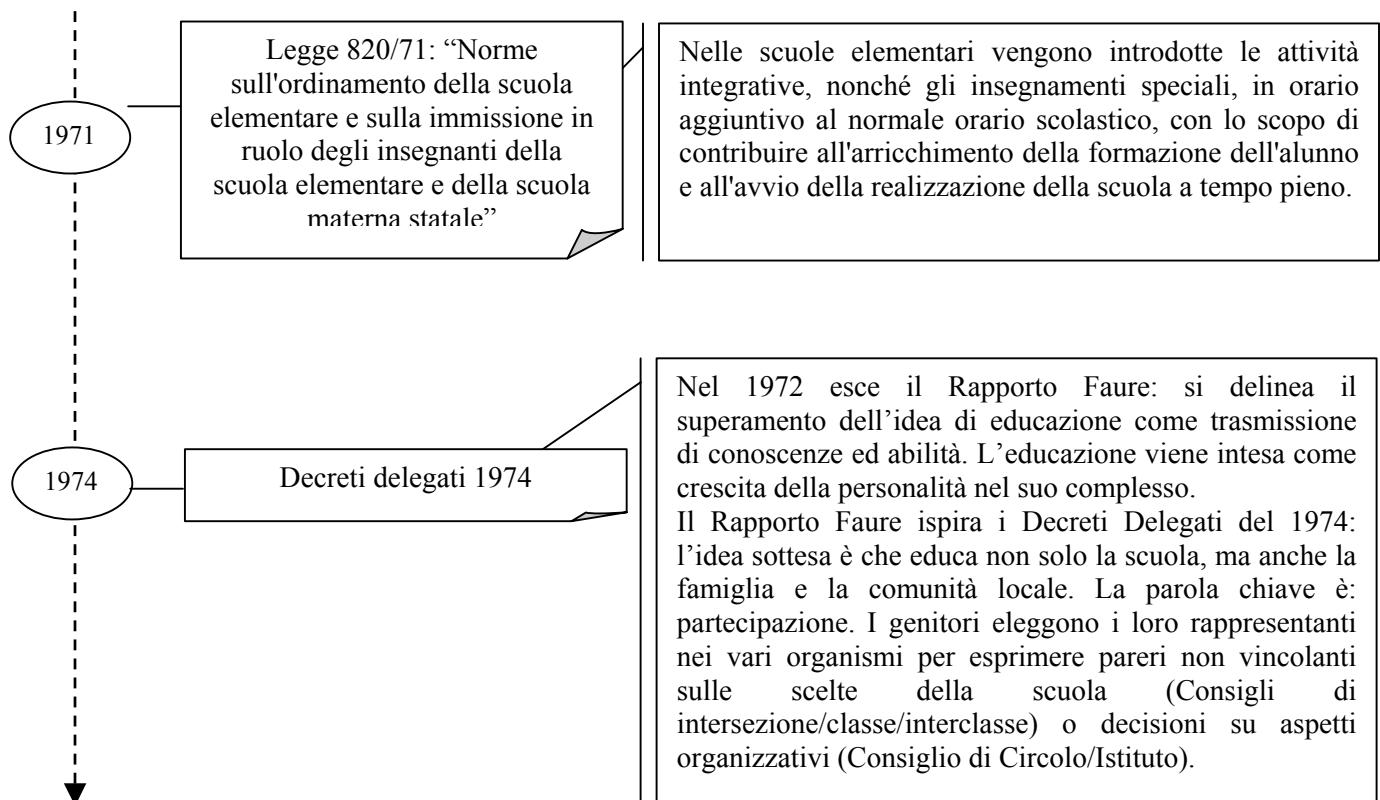 1971
Legge 820/71: “Norme
sull'ordinamento della scuola
elementare e sulla immissione in
ruolo degli insegnanti della
scuola elementare e della scuola
materna statale”
Nelle scuole elementari vengono introdotte le attività
integrative, nonché gli insegnamenti speciali, in orario
aggiuntivo al normale orario scolastico, con lo scopo di
contribuire all'arricchimento della formazione dell'alunno
e all'avvio della realizzazione della scuola a tempo pieno.
1974
Decreti delegati 1974
Nel 1972 esce il Rapporto Faure: si delinea il
superamento dell’idea di educazione come trasmissione
di conoscenze ed abilità. L’educazione viene intesa come
crescita della personalità nel suo complesso.
Il Rapporto Faure ispira i Decreti Delegati del 1974:
l’idea sottesa è che educa non solo la scuola, ma anche la
famiglia e la comunità locale. La parola chiave è:
partecipazione. I genitori eleggono i loro rappresentanti
nei vari organismi per esprimere pareri non vincolanti
sulle scelte della scuola (Consigli di
intersezione/classe/interclasse) o decisioni su aspetti
organizzativi (Consiglio di Circolo/Istituto).